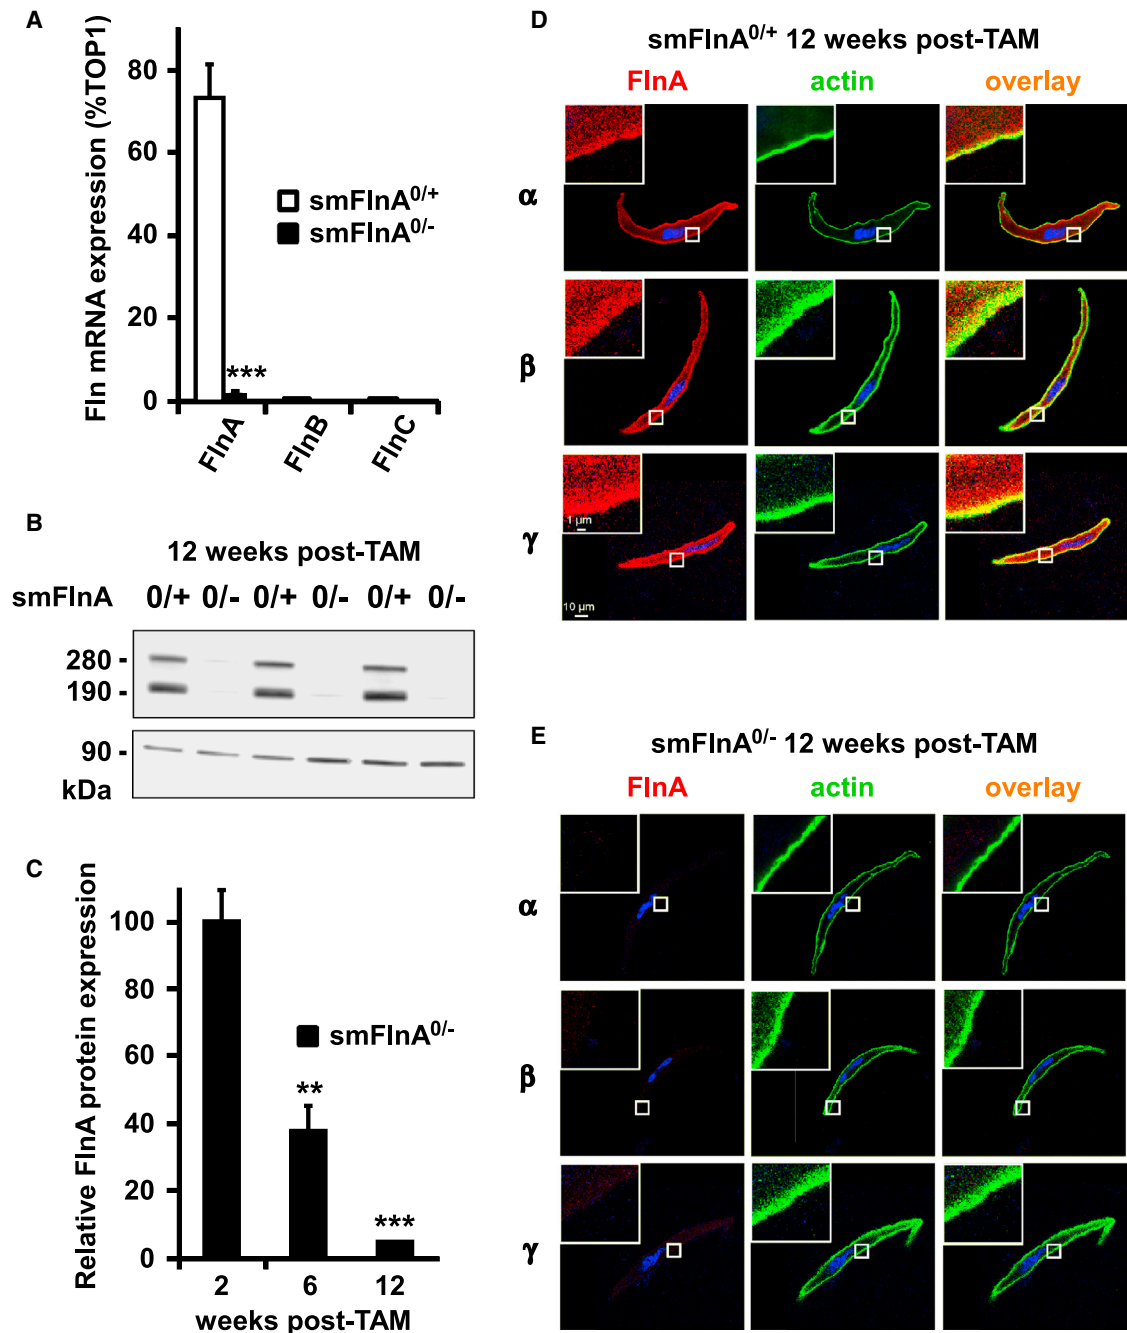 A
Fln mRNA expression (%TOP1)
80
60
40
20
0
***
smFlnA0/+
smFlnA0/-
FlnA
FlnB
FlnC
B
12 weeks post-TAM
smFlnA 0/+ 0/- 0/+ 0/- 0/+ 0/-
280 -
190 -
90 -
kDa
C
Relative FlnA protein expression
100
80
60
40
20
0
smFlnA0/-
**
***
2 6 12
weeks post-TAM
D
smFlnA0/+ 12 weeks post-TAM
FlnA actin overlay
α
β
γ
1 µm
10 µm
E
smFlnA0/- 12 weeks post-TAM
FlnA actin overlay
α
β
γ